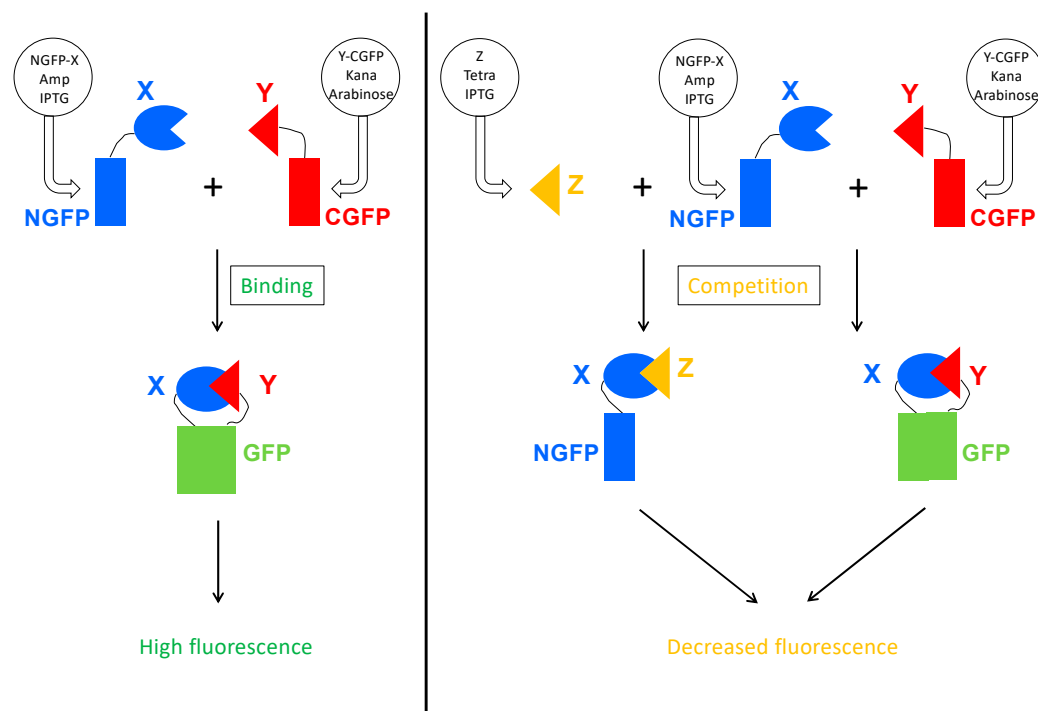 NGFP-X
Amp
IPTG
X
Y
Y-CGFP
Kana
Arabinose
+
NGFP
CGFP
Binding
X
Y
GFP
High fluorescence
Z
Tetra
IPTG
Z
+
NGFP-X
Amp
IPTG
X
+
Y
Y-CGFP
Kana
Arabinose
NGFP
CGFP
Competition
X
Z
NGFP
X
Y
GFP
Decreased fluorescence